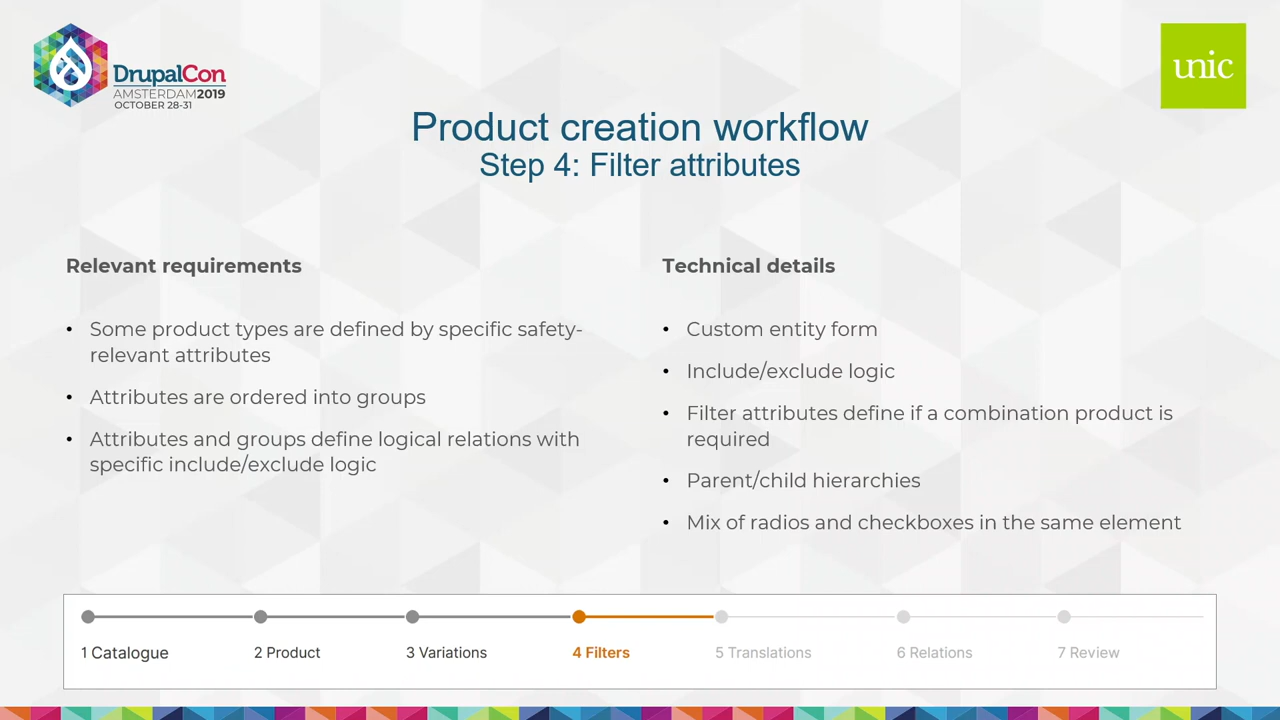 DrupalCon
AMSTERDAM2019
OCTOBER 28-31
unic
Product creation workflow
Step 4: Filter attributes
Relevant requirements
• Some product types are defined by specific safety-
relevant attributes
• Attributes are ordered into groups
• Attributes and groups define logical relations with
specific include/exclude logic
Technical details
• Custom entity form
• Include/exclude logic
• Filter attributes define if a combination product is
required
• Parent/child hierarchies
• Mix of radios and checkboxes in the same element
1 Catalogue
2 Product
3 Variations
4 Filters
5 Translations
6 Relations
7 Review